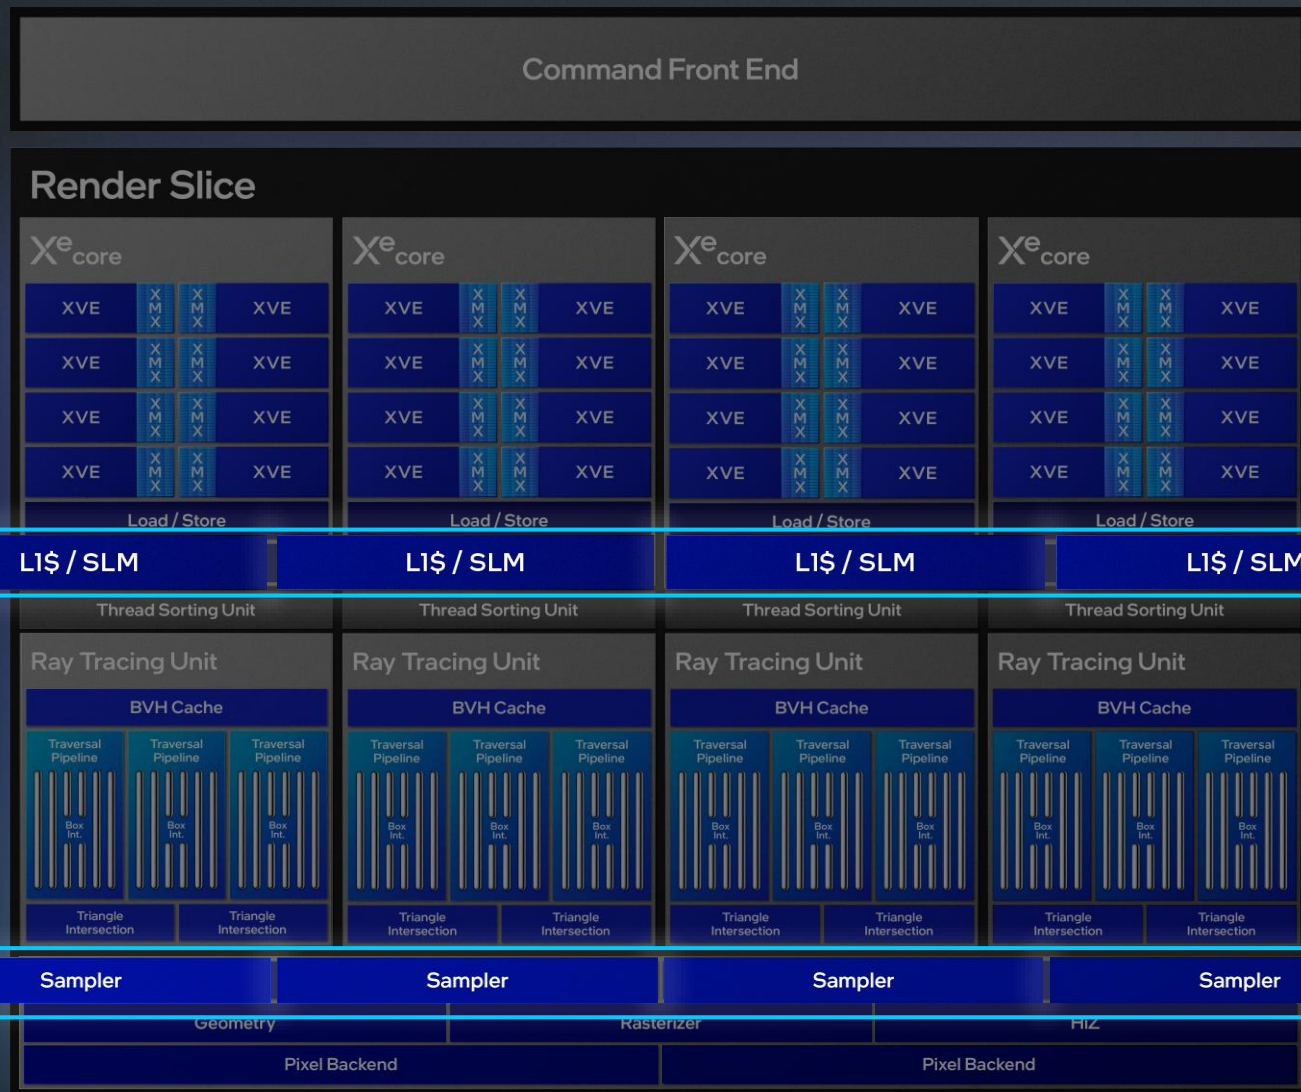 Command Front End
Render Slice
Xe core Xe core Xe core Xe core
XVE XMX XMX XVE XVE XMX XMX XVE XVE XMX XMX XVE XVE XMX XMX XVE
XVE XMX XMX XVE XVE XMX XMX XVE XVE XMX XMX XVE XVE XMX XMX XVE
XVE XMX XMX XVE XVE XMX XMX XVE XVE XMX XMX XVE XVE XMX XMX XVE
XVE XMX XMX XVE XVE XMX XMX XVE XVE XMX XMX XVE XVE XMX XMX XVE
Load / Store Load / Store Load / Store Load / Store
L1$ / SLM L1$ / SLM L1$ / SLM L1$ / SLM
Thread Sorting Unit Thread Sorting Unit Thread Sorting Unit Thread Sorting Unit
Ray Tracing Unit Ray Tracing Unit Ray Tracing Unit Ray Tracing Unit
BVH Cache BVH Cache BVH Cache BVH Cache
Traversal Traversal Traversal Traversal Traversal Traversal Traversal Traversal Traversal Traversal Traversal Traversal
Pipeline Pipeline Pipeline Pipeline Pipeline Pipeline Pipeline Pipeline Pipeline Pipeline Pipeline Pipeline
Box Box Box Box Box Box Box Box Box Box Box Box
Int. Int. Int. Int. Int. Int. Int. Int. Int. Int. Int. Int.
Triangle Triangle Triangle Triangle Triangle Triangle Triangle Triangle
Intersection Intersection Intersection Intersection Intersection Intersection Intersection Intersection
Sampler Sampler Sampler Sampler
Geometry Rasterizer HiZ
Pixel Backend Pixel Backend